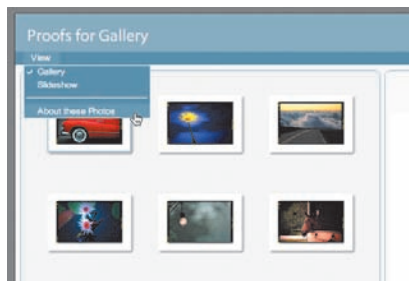 Proofs for Gallery
View
Gallery
Slideshow
About these Photos